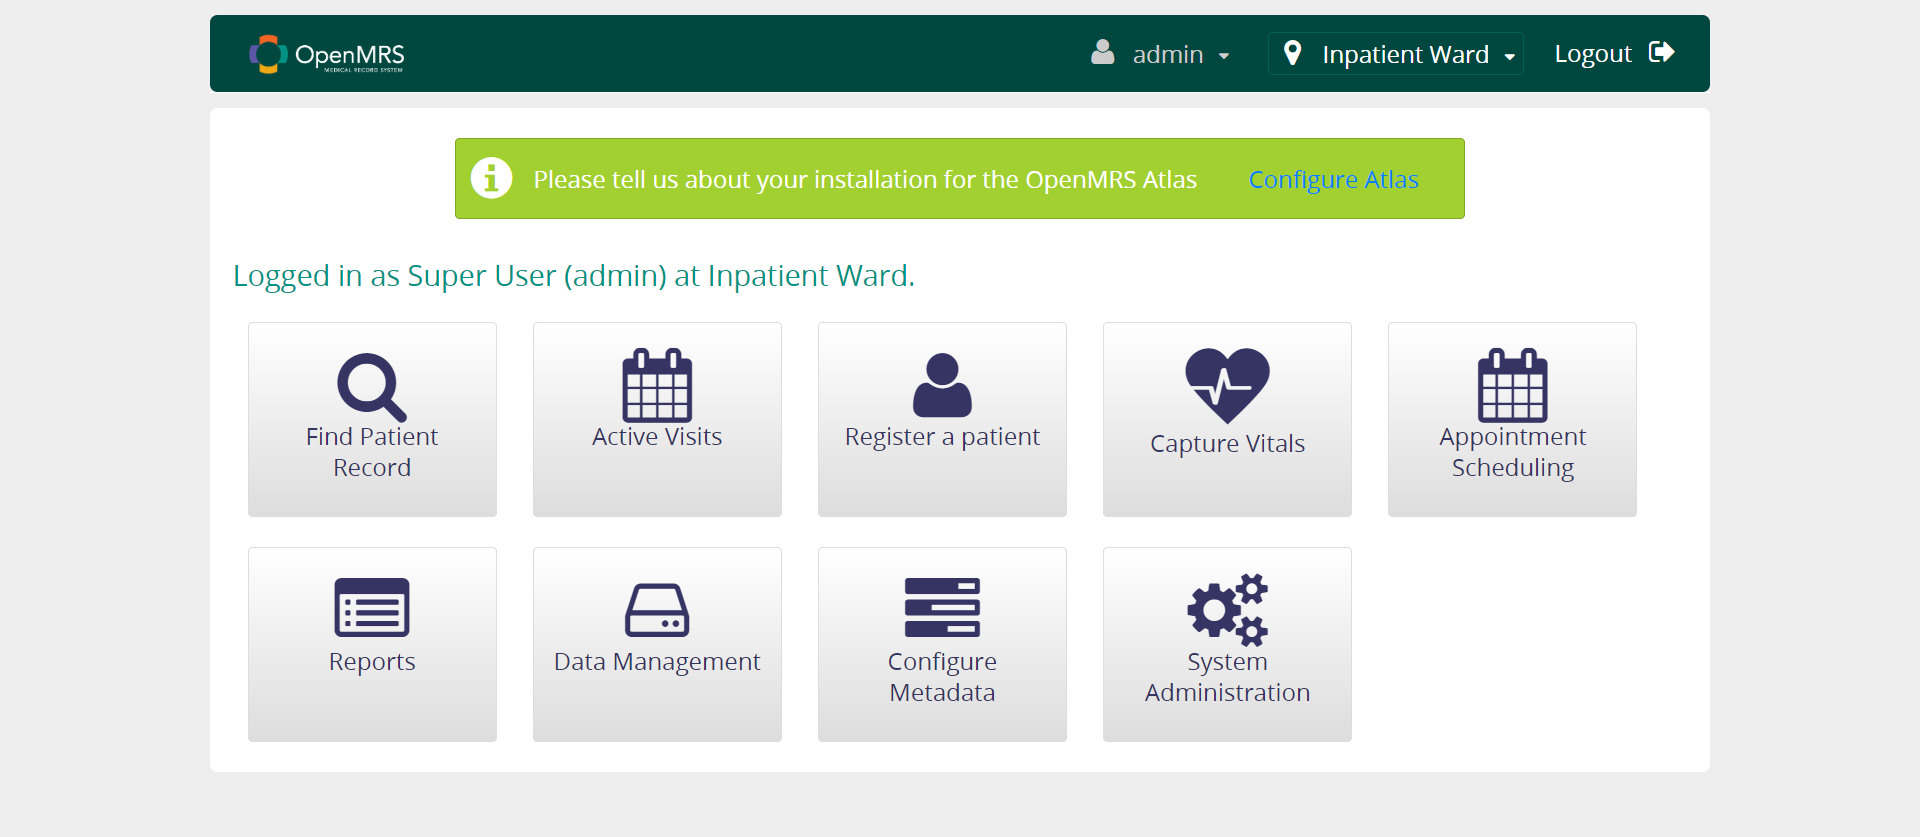 OpenMRS
MEDICAL RECORD SYSTEM
admin
Inpatient Ward
Logout
Please tell us about your installation for the OpenMRS Atlas
Configure Atlas
Logged in as Super User (admin) at Inpatient Ward.
Find Patient
Record
Active Visits
Register a patient
Capture Vitals
Appointment
Scheduling
Reports
Data Management
Configure
Metadata
System
Administration